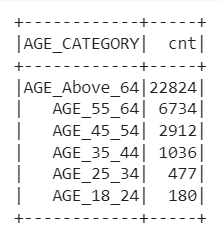 +------------+-----+
|AGE_CATEGORY|  cnt|
+------------+-----+
|AGE_Above_64|22824|
|   AGE_55_64| 6734|
|   AGE_45_54| 2912|
|   AGE_35_44| 1036|
|   AGE_25_34|  477|
|   AGE_18_24|  180|
+------------+-----+